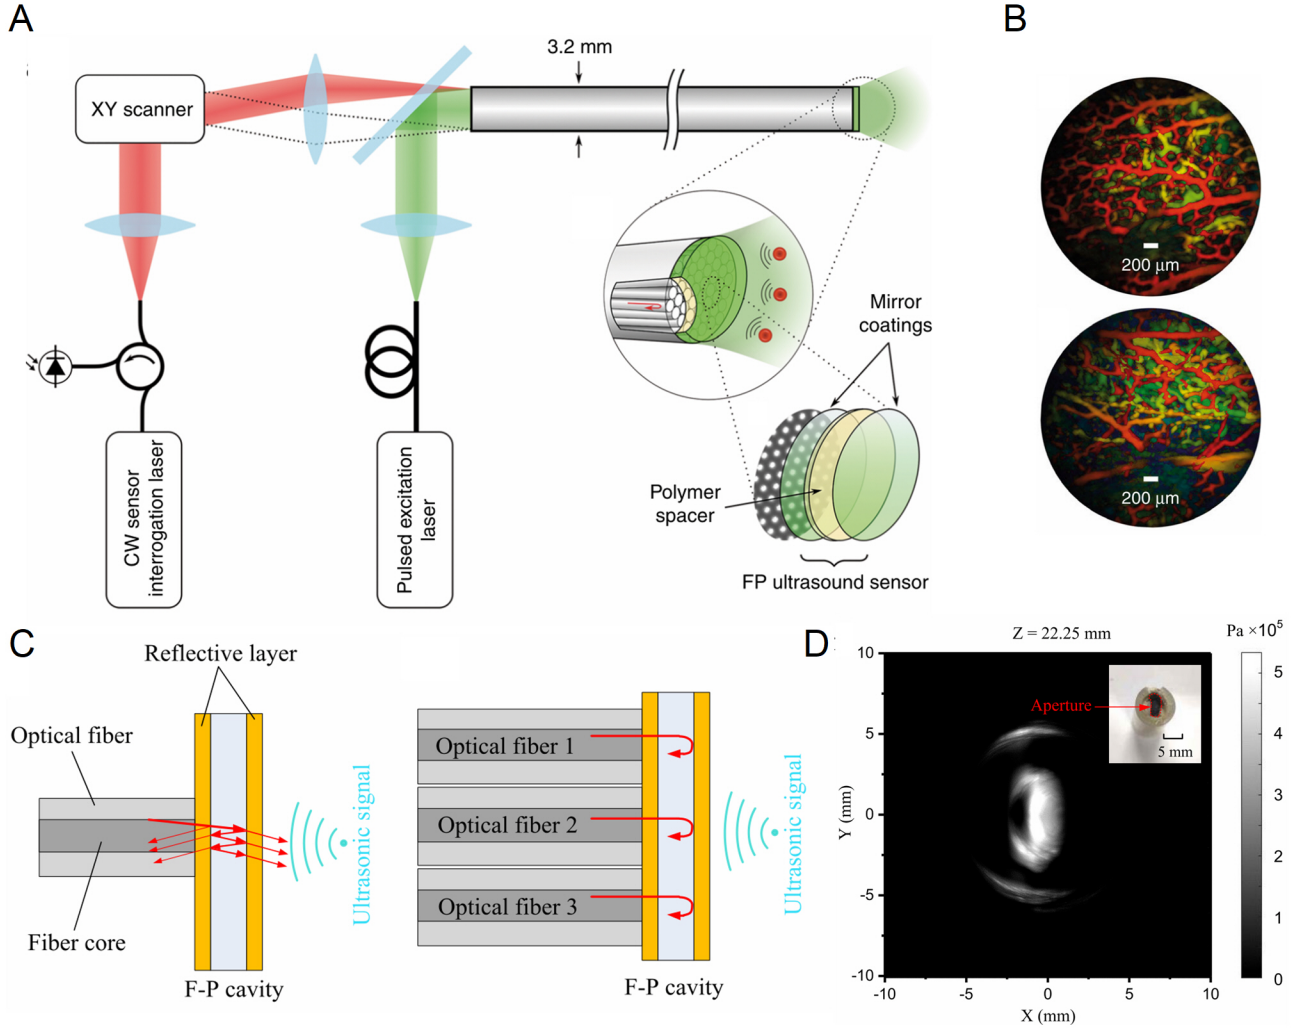 A
B
3.2 mm
XY scanner
200 µm
Mirror
coatings
CW sensor
interrogation laser
Pulsed excitation
laser
Polymer
spacer
200 µm
FP ultrasound sensor
C
D
Reflective layer
Optical fiber
Fiber core
Ultrasonic signal
F-P cavity
Optical fiber 1
Optical fiber 2
Optical fiber 3
Ultrasonic signal
F-P cavity
Z = 22.25 mm
Pa ×10⁵
Aperture
5 mm
10
5
0
-5
-10
Y (mm)
-10
-5
0
5
10
X (mm)
5
4
3
2
1
0